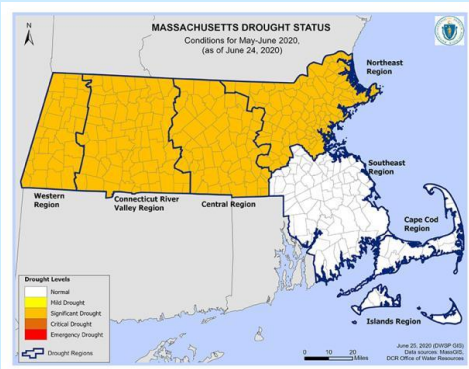 MASSACHUSETTS DROUGHT STATUS
Conditions for May-June 2020,
(as of June 24, 2020)
N
Northeast
Region
Southeast
Region
Western
Region
Connecticut River
Valley Region
Central Region
Cape Cod
Region
Islands Region
Drought Levels
Normal
Mild Drought
Significant Drought
Critical Drought
Emergency Drought
Drought Regions
0 10 20
Miles
June 25, 2020 (DWSP GIS)
Data sources: MassGIS,
DCR Office of Water Resources